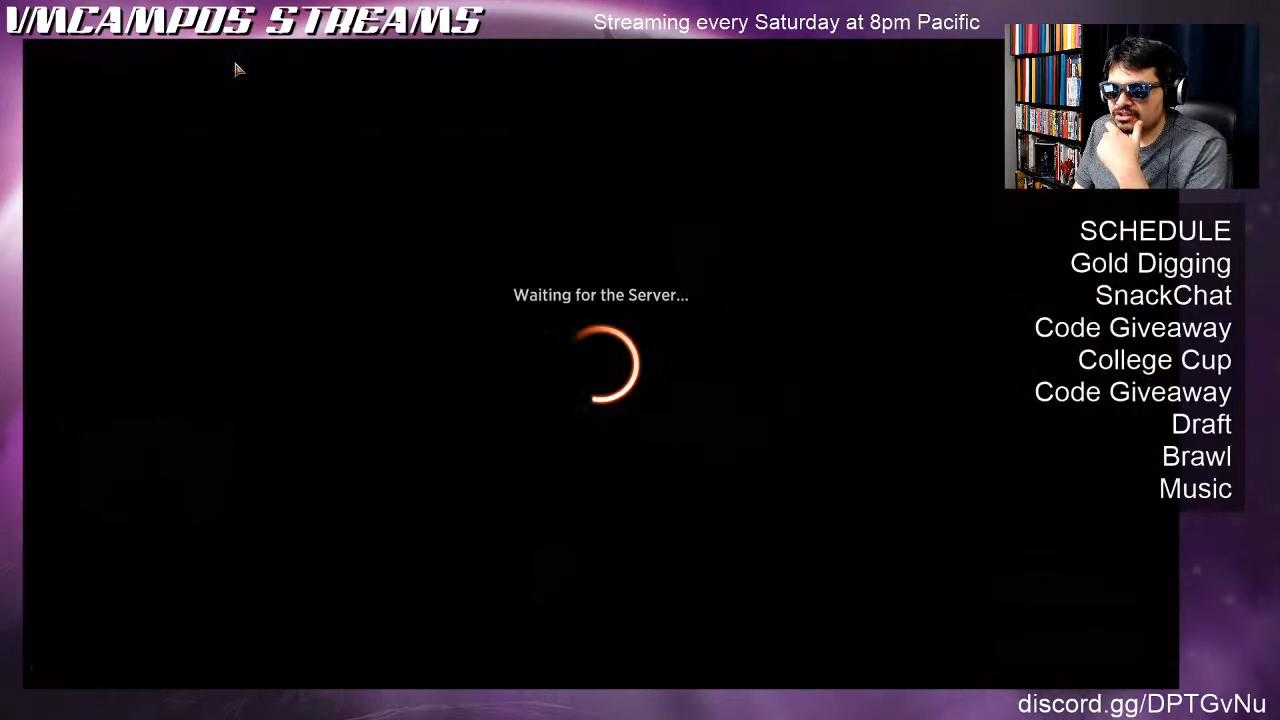 VMCAMPOS STREAMS
Streaming every Saturday at 8pm Pacific
Waiting for the Server...
SCHEDULE
Gold Digging
SnackChat
Code Giveaway
College Cup
Code Giveaway
Draft
Brawl
Music
discord.gg/DPTGvNu